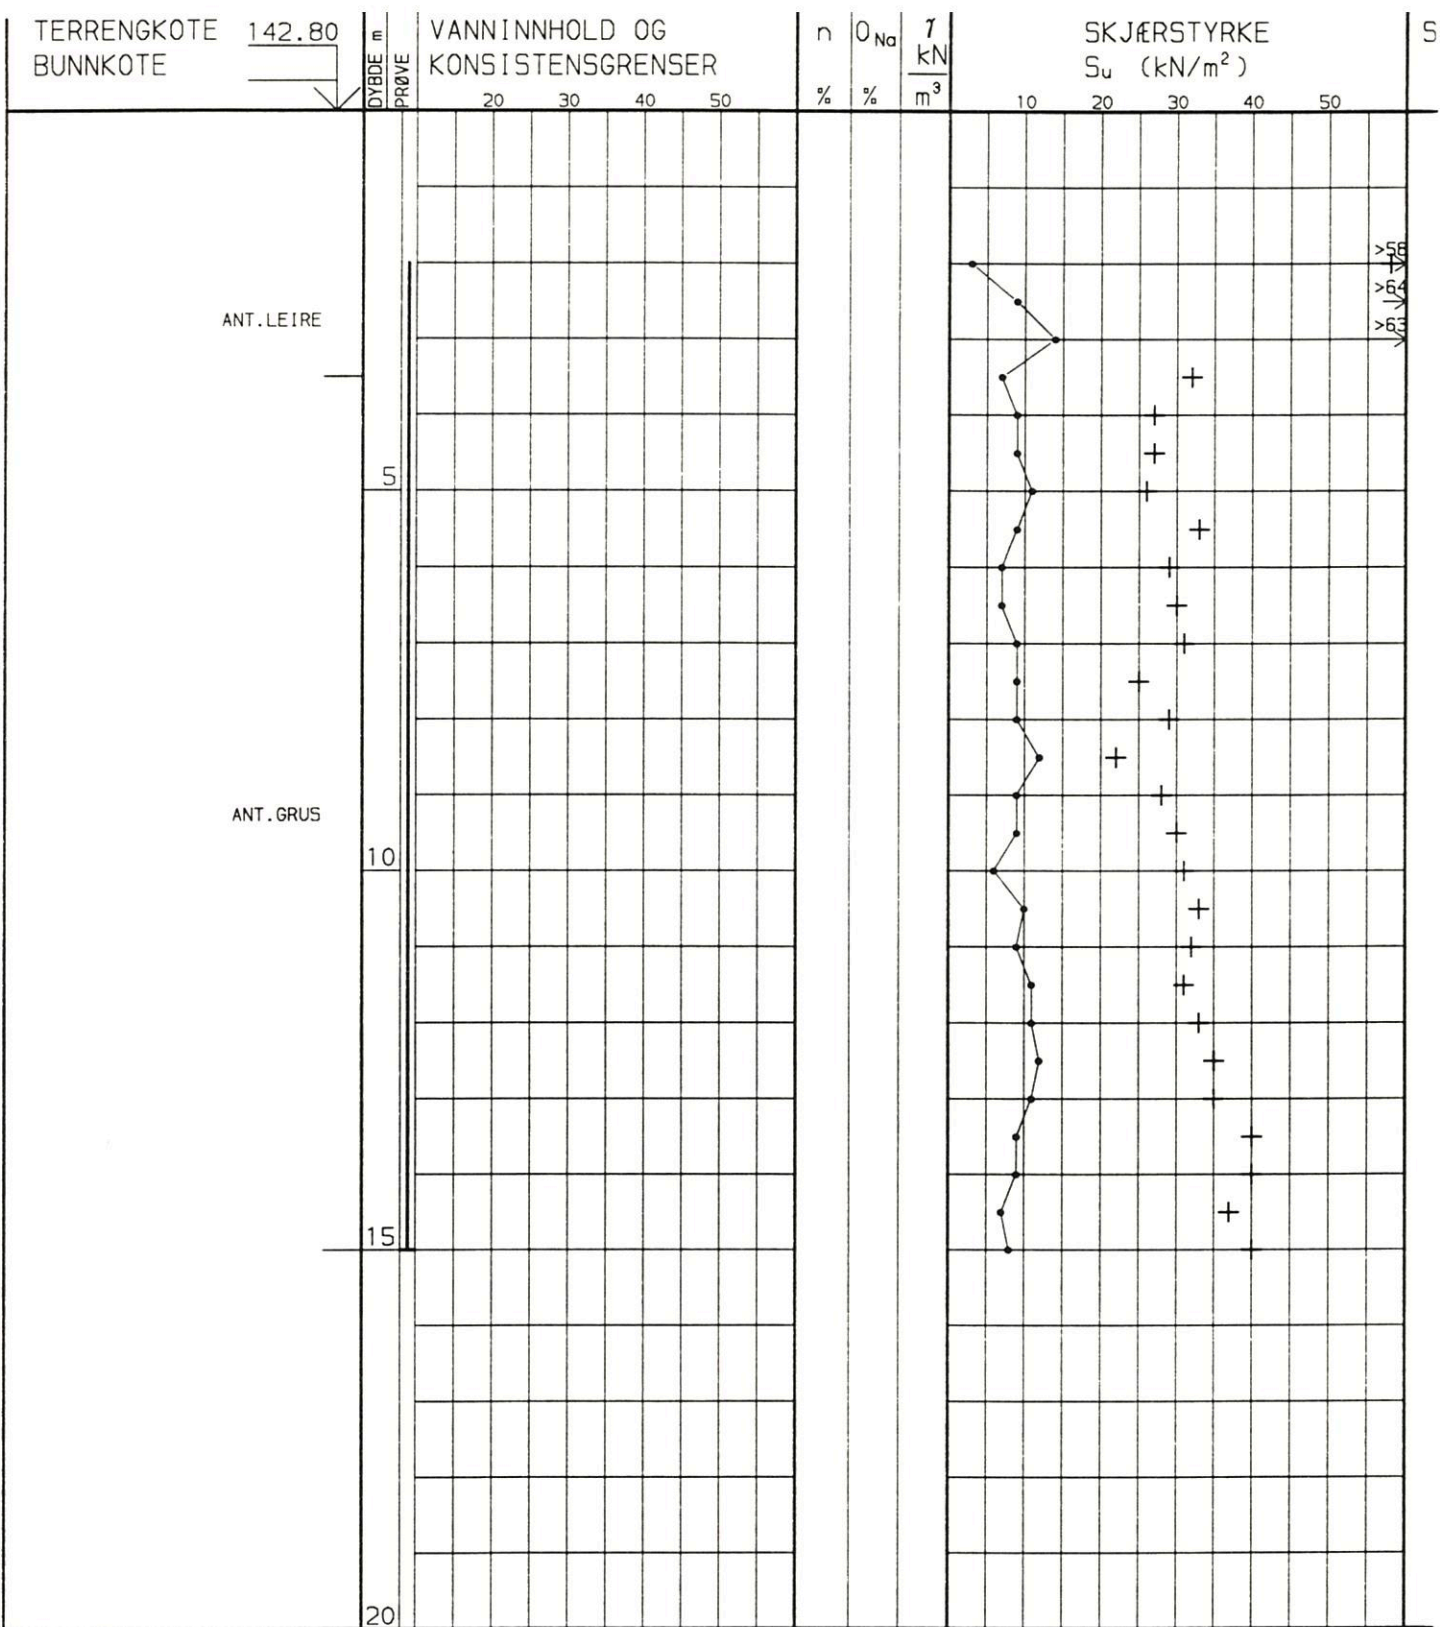 TERRENGKOTE 142.80
BUNNKOTE
DYBDE m
PRØVE
VANNINNHOLD OG
KONSISTENSGRENSER
20 30 40 50
n
%
O Na
%
γ
kN
m³
SKJÆRSTYRKE
Su (kN/m²)
10 20 30 40 50
S
>58
>64
>63
ANT.LEIRE
5
ANT.GRUS
10
15
20